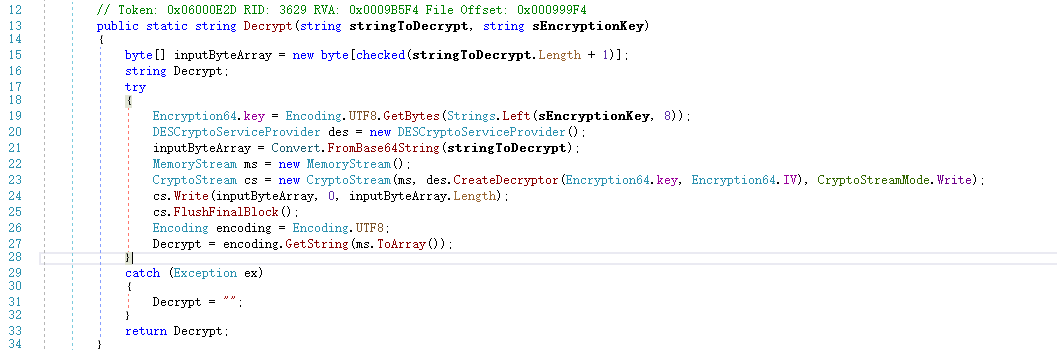 12 // Token: 0x06000E2D RID: 3629 RVA: 0x0009B5F4 File Offset: 0x000999F4
13 public static string Decrypt(string stringToDecrypt, string sEncryptionKey)
14 {
15 byte[] inputByteArray = new byte[checked(stringToDecrypt.Length + 1)];
16 string Decrypt;
17 try
18 {
19 Encryption64.key = Encoding.UTF8.GetBytes(Strings.Left(sEncryptionKey, 8));
20 DESCryptoServiceProvider des = new DESCryptoServiceProvider();
21 inputByteArray = Convert.FromBase64String(stringToDecrypt);
22 MemoryStream ms = new MemoryStream();
23 CryptoStream cs = new CryptoStream(ms, des.CreateDecryptor(Encryption64.key, Encryption64.IV), CryptoStreamMode.Write);
24 cs.Write(inputByteArray, 0, inputByteArray.Length);
25 cs.FlushFinalBlock();
26 Encoding encoding = Encoding.UTF8;
27 Decrypt = encoding.GetString(ms.ToArray());
28 }
29 catch (Exception ex)
30 {
31 Decrypt = "";
32 }
33 return Decrypt;
34 }